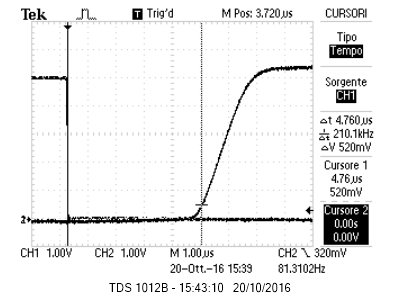 Tek T Trig'd M Pos: 3.720µs CURSORI
Tipo
Tempo
Sorgente
CH1
Δt 4.760µs
1/Δt 210.1kHz
ΔV 520mV
Cursore 1
4.76µs
520mV
Cursore 2
0.00s
0.00V
2
CH1 1.00V CH2 1.00V M 1.00µs CH2 \ 320mV
20-Ott.-16 15:39 81.3102Hz
TDS 1012B - 15:43:10 20/10/2016